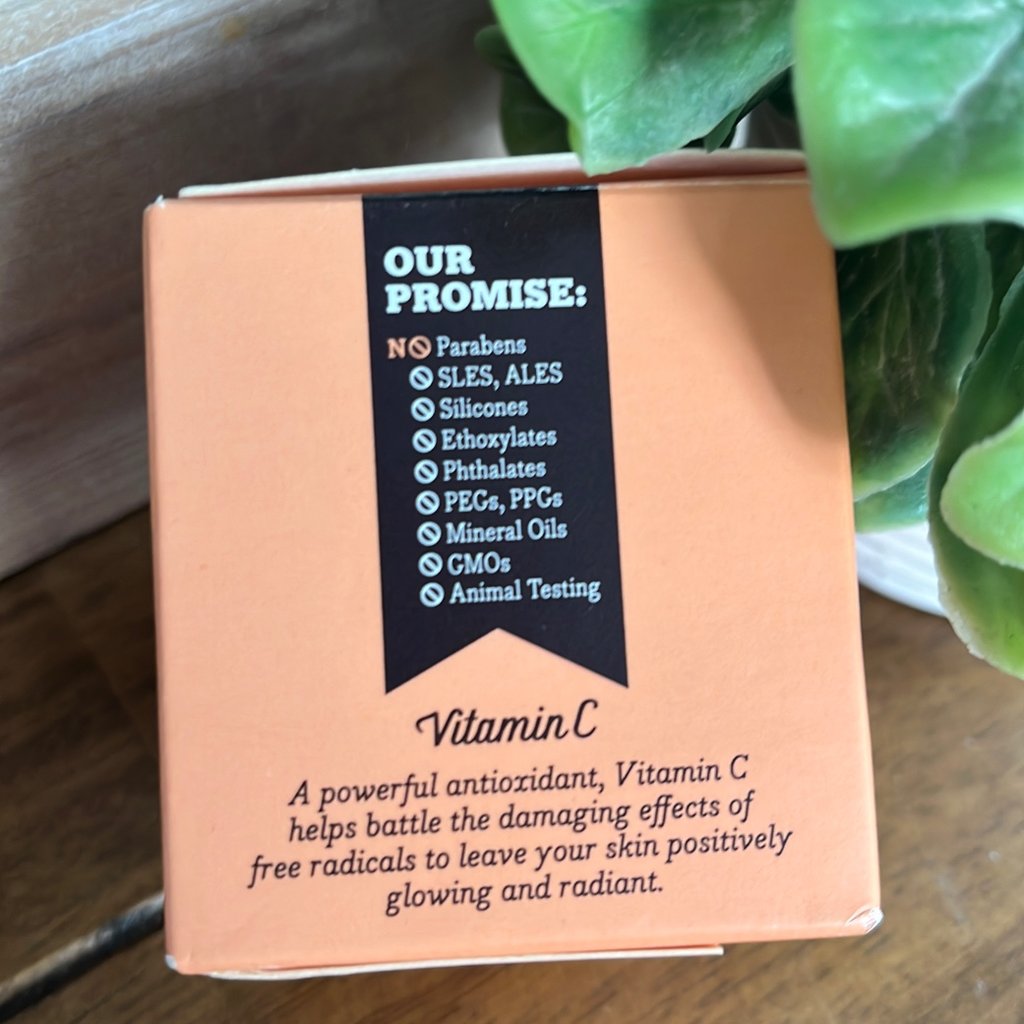 OUR
PROMISE:
NO Parabens
SLES, ALES
Silicones
Ethoxylates
Phthalates
PEGs, PPGs
Mineral Oils
GMOs
Animal Testing
Vitamin C
A powerful antioxidant, Vitamin C
helps battle the damaging effects of
free radicals to leave your skin positively
glowing and radiant.